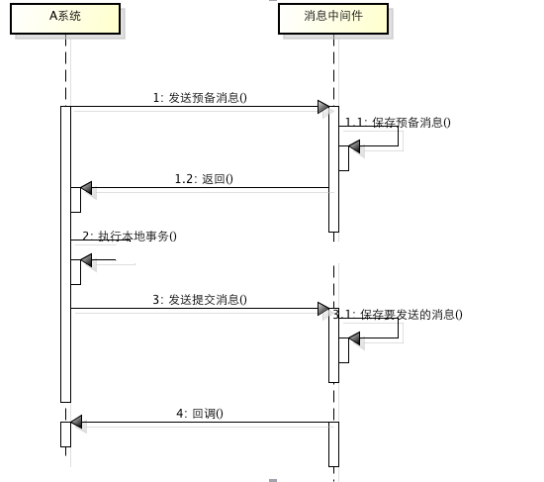 A系统
消息中间件
1: 发送预备消息()
1.1: 保存预备消息()
1.2: 返回()
2: 执行本地事务()
3: 发送提交消息()
3.1: 保存要发送的消息()
4: 回调()